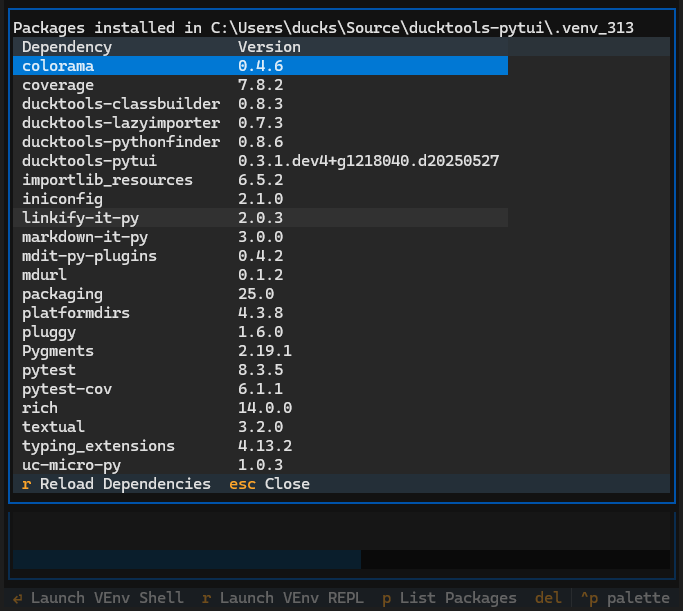 Packages installed in C:\Users\ducks\Source\ducktools-pytui\.venv_313
Dependency Version
colorama 0.4.6
coverage 7.8.2
ducktools-classbuilder 0.8.3
ducktools-lazyimporter 0.7.3
ducktools-pythonfinder 0.8.6
ducktools-pytui 0.3.1.dev4+g1218040.d20250527
importlib_resources 6.5.2
iniconfig 2.1.0
linkify-it-py 2.0.3
markdown-it-py 3.0.0
mdit-py-plugins 0.4.2
mdurl 0.1.2
packaging 25.0
platformdirs 4.3.8
pluggy 1.6.0
Pygments 2.19.1
pytest 8.3.5
pytest-cov 6.1.1
rich 14.0.0
textual 3.2.0
typing_extensions 4.13.2
uc-micro-py 1.0.3
r Reload Dependencies esc Close
⏎ Launch VEnv Shell r Launch VEnv REPL p List Packages del ^p palette